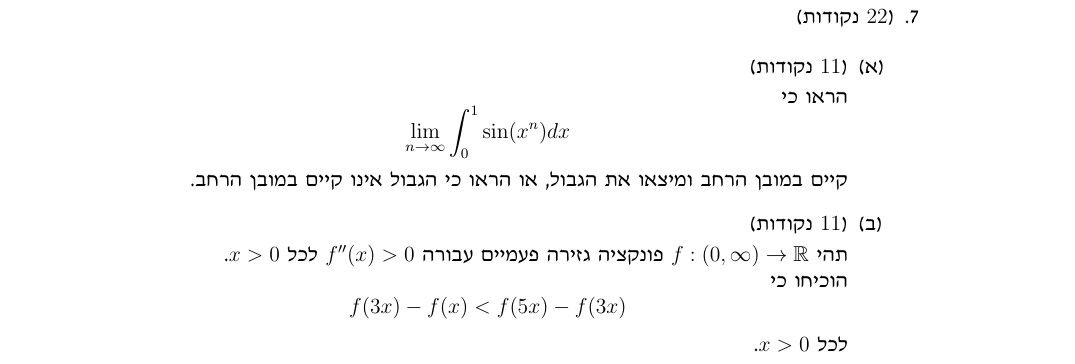 7. (22 נקודות)
(א) (11 נקודות)
הראו כי
$\lim_{n\to\infty} \int_0^1 \sin(x^n)dx$
קיים במובן הרחב ומיצאו את הגבול, או הראו כי הגבול אינו קיים במובן הרחב.
(ב) (11 נקודות)
תהי $f : (0, \infty) \to \mathbb{R}$ פונקציה גזירה פעמיים עבורה $f''(x) > 0$ לכל $x > 0$.
הוכיחו כי
$f(3x) - f(x) < f(5x) - f(3x)$
לכל $x > 0$.